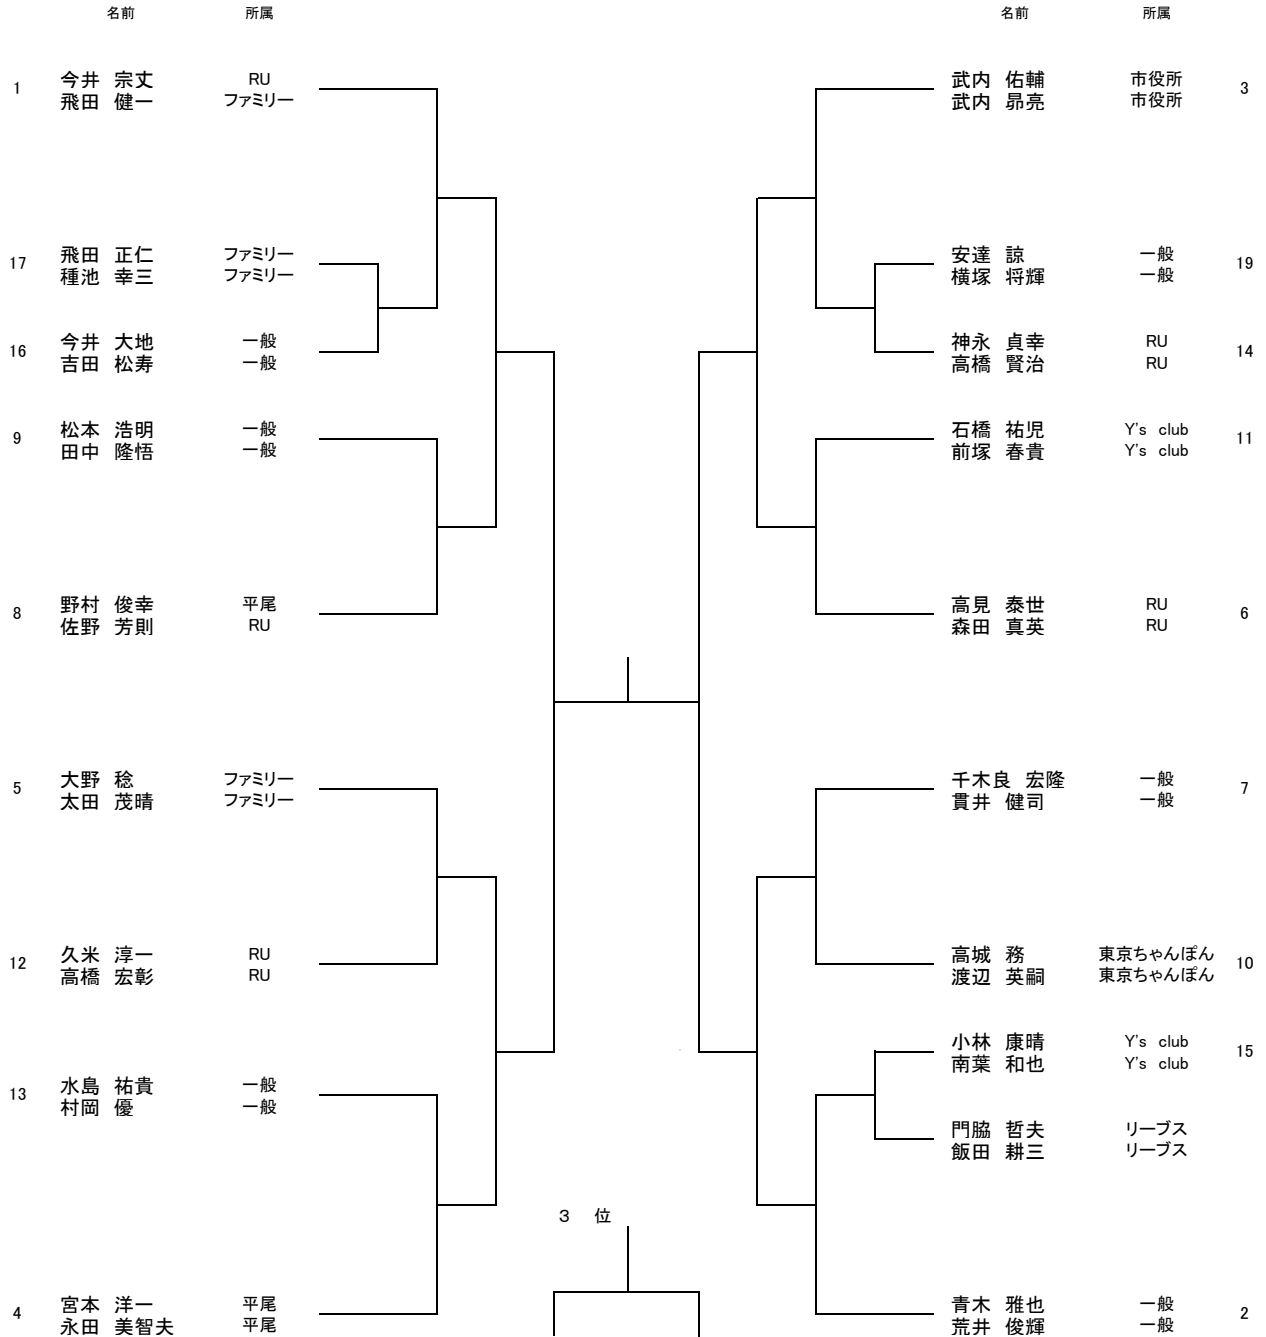 名前 所属 名前 所属
1 今井 宗丈 RU
飛田 健一 ファミリー
武内 佑輔 市役所 3
武内 昴亮 市役所
17 飛田 正仁 ファミリー
種池 幸三 ファミリー
安達 諒 一般 19
横塚 将輝 一般
16 今井 大地 一般
吉田 松寿 一般
神永 貞幸 RU 14
高橋 賢治 RU
9 松本 浩明 一般
田中 隆悟 一般
石橋 祐児 Y's club 11
前塚 春貴 Y's club
8 野村 俊幸 平尾
佐野 芳則 RU
高見 泰世 RU 6
森田 真英 RU
5 大野 稔 ファミリー
太田 茂晴 ファミリー
千木良 宏隆 一般 7
貫井 健司 一般
12 久米 淳一 RU
高橋 宏彰 RU
高城 務 東京ちゃんぽん 10
渡辺 英嗣 東京ちゃんぽん
小林 康晴 Y's club 15
南葉 和也 Y's club
13 水島 祐貴 一般
村岡 優 一般
門脇 哲夫 リーブス
飯田 耕三 リーブス
3 位
4 宮本 洋一 平尾
永田 美智夫 平尾
青木 雅也 一般 2
荒井 俊輝 一般